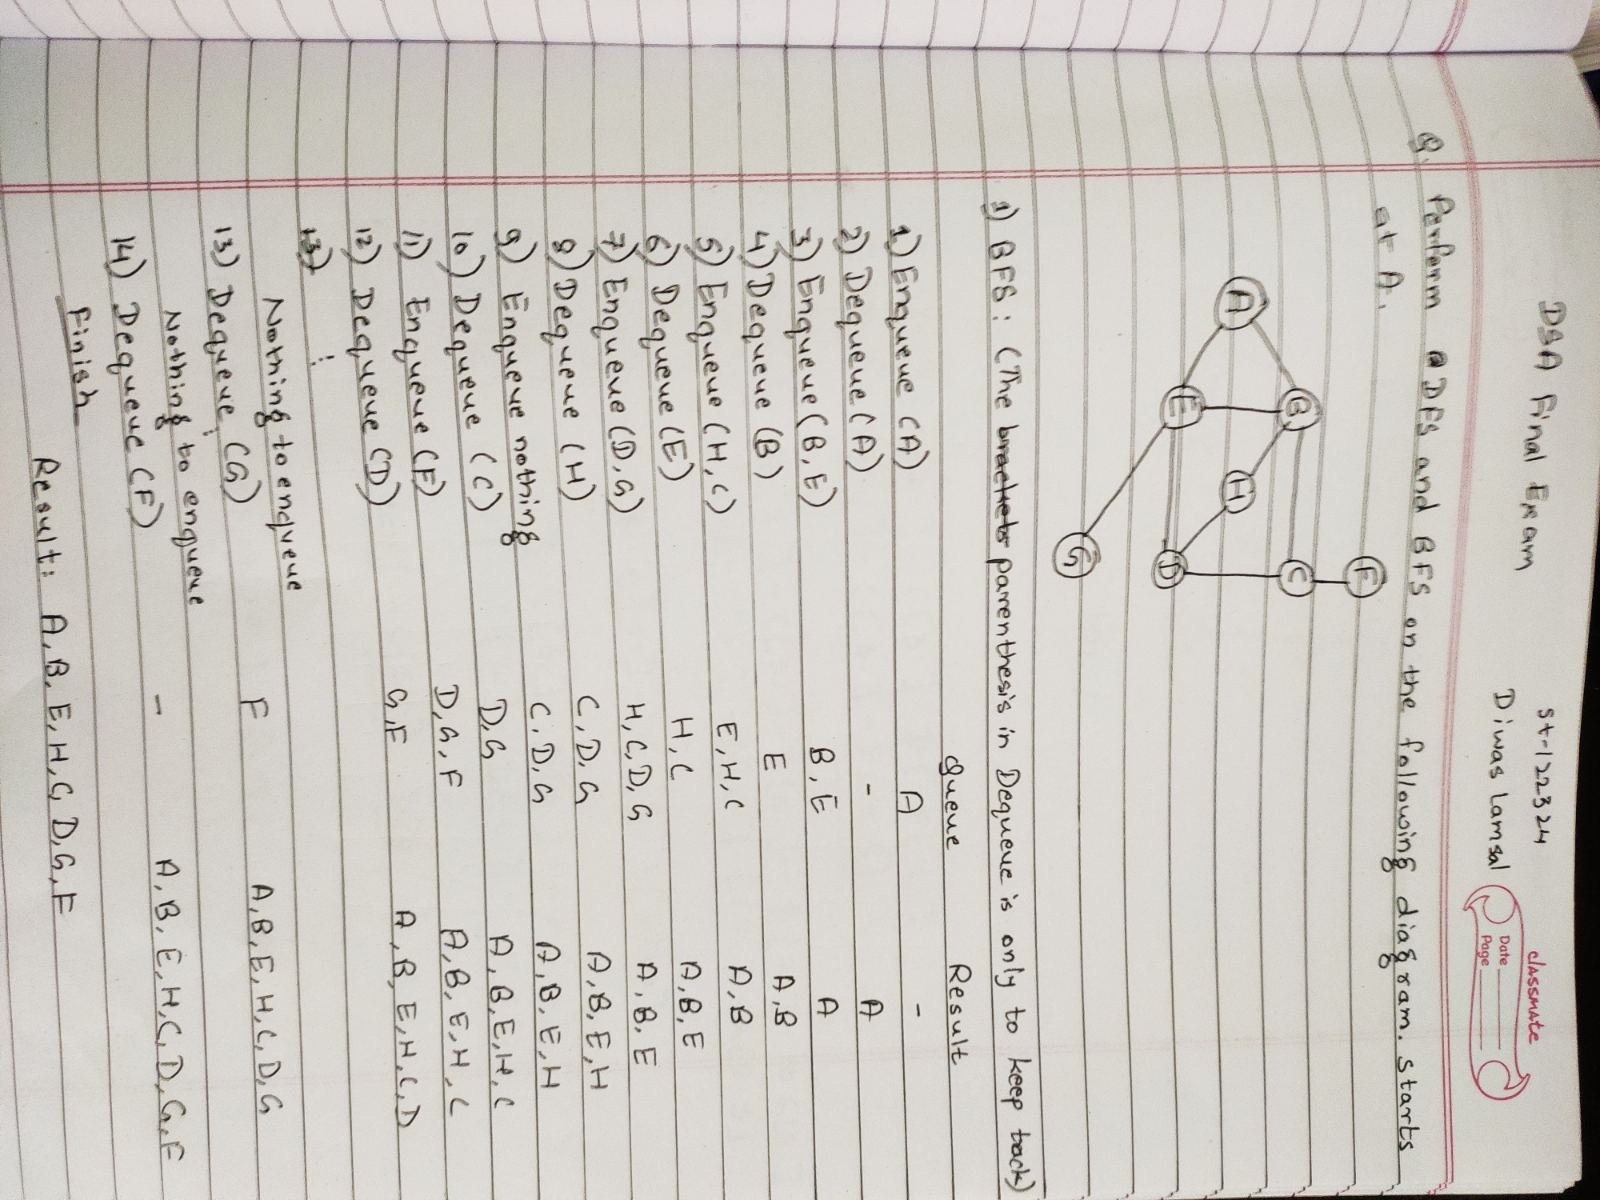 DSA Final Exam
St-122324
Diwas Lamsal
classmate
Date
Page
Q. Perform DFS and BFS on the following diagram. starts
at A.
F
B C
A H
E D
G
1) BFS: (The brackets parenthesis in Dequeue is only to keep track)
Queue Result
1) Enqueue (A) A -
2) Dequeue (A) - A
3) Enqueue (B, E) B, E A
4) Dequeue (B) E A, B
5) Enqueue (H, C) E, H, C A, B
6) Dequeue (E) H, C A, B, E
7) Enqueue (D, G) H, C, D, G A, B, E
8) Dequeue (H) C, D, G A, B, E, H
9) Enqueue nothing C, D, G A, B, E, H
10) Dequeue (C) D, G A, B, E, H, C
11) Enqueue (F) D, G, F A, B, E, H, C
12) Dequeue (D) G, F A, B, E, H, C, D
13) ⋮
Nothing to enqueue
13) Dequeue (G) F A, B, E, H, C, D, G
Nothing to enqueue
14) Dequeue (F) - A, B, E, H, C, D, G, F
Finish
Result: A, B, E, H, C, D, G, F